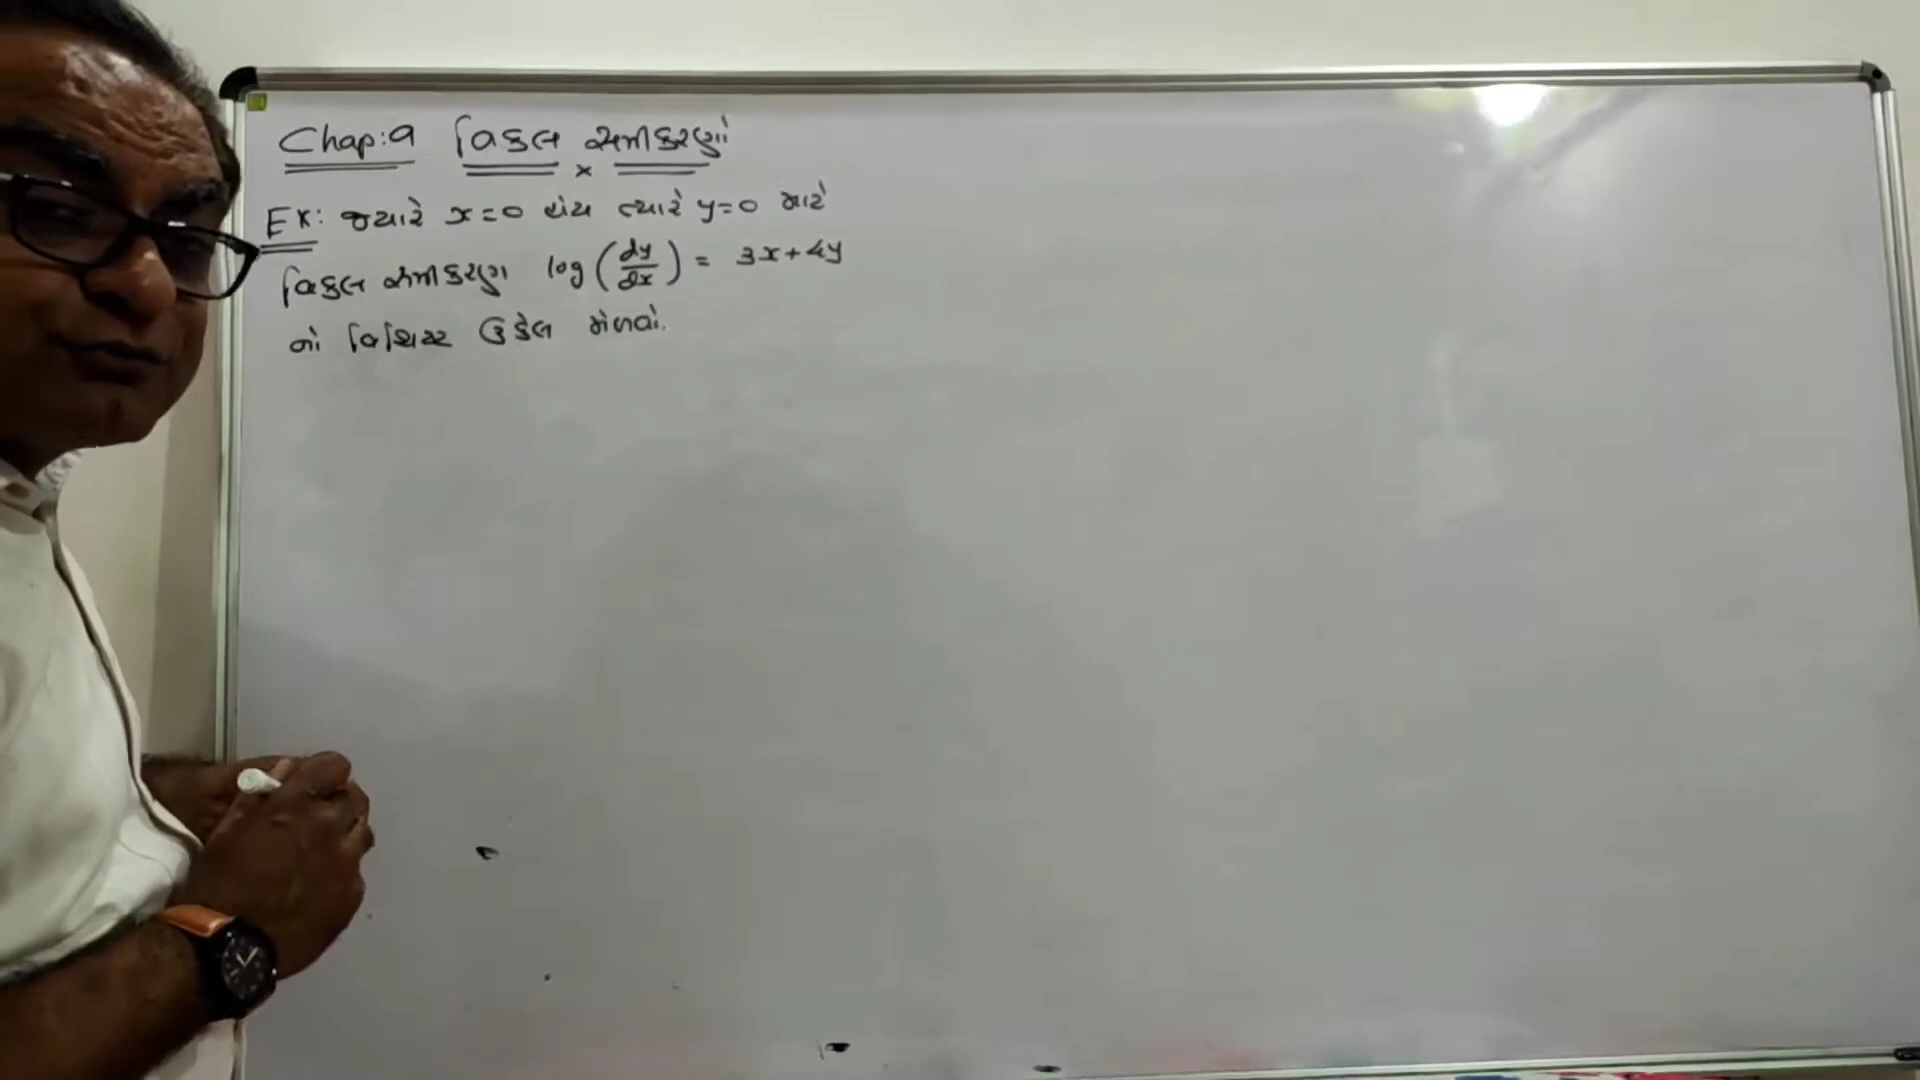 Chap:9 વિકલ સમીકરણો
×
Ex: જ્યારે x=0 હોય ત્યારે y=0 માટે
વિકલ સમીકરણ log(dy/dx) = 3x+4y
નો વિશિષ્ટ ઉકેલ મેળવો.